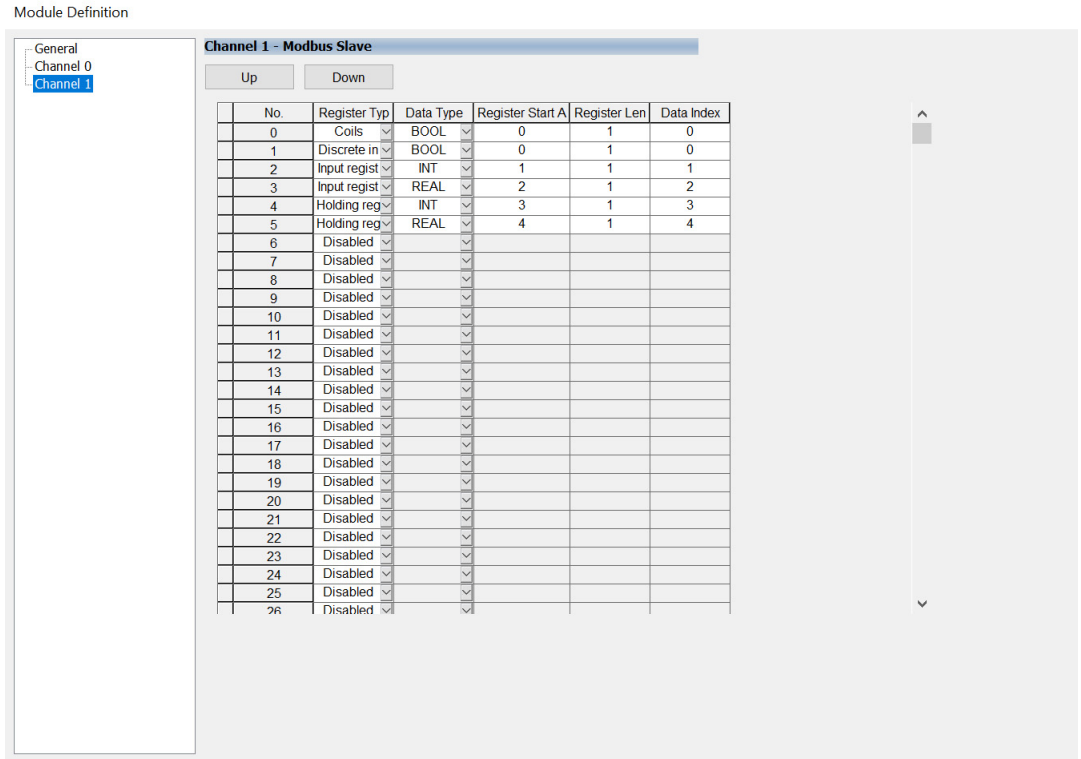 Module Definition
General
Channel 0
Channel 1
Channel 1 - Modbus Slave
Up Down
No. Register Typ Data Type Register Start A Register Len Data Index
0 Coils BOOL 0 1 0
1 Discrete in BOOL 0 1 0
2 Input regist INT 1 1 1
3 Input regist REAL 2 1 2
4 Holding reg INT 3 1 3
5 Holding reg REAL 4 1 4
6 Disabled
7 Disabled
8 Disabled
9 Disabled
10 Disabled
11 Disabled
12 Disabled
13 Disabled
14 Disabled
15 Disabled
16 Disabled
17 Disabled
18 Disabled
19 Disabled
20 Disabled
21 Disabled
22 Disabled
23 Disabled
24 Disabled
25 Disabled
26 Disabled